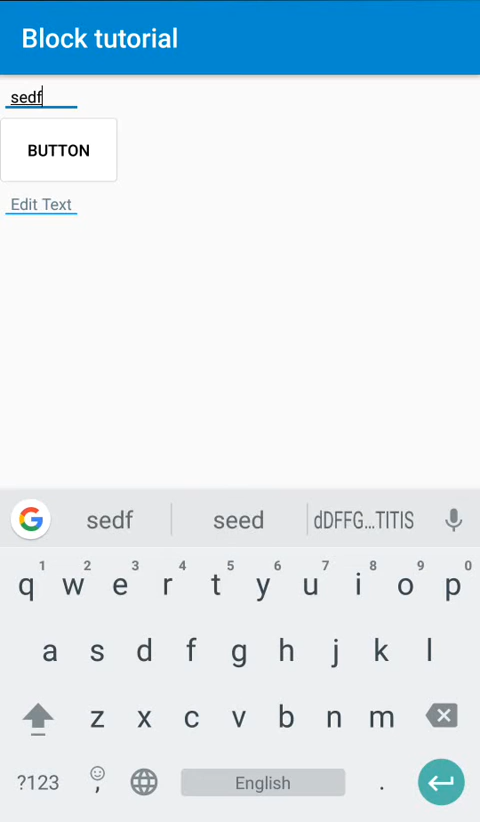 Block tutorial
sedf
BUTTON
Edit Text
sedf seed dDFFG...TITIS
1 2 3 4 5 6 7 8 9 0
q w e r t y u i o p
a s d f g h j k l
z x c v b n m
?123 , English .